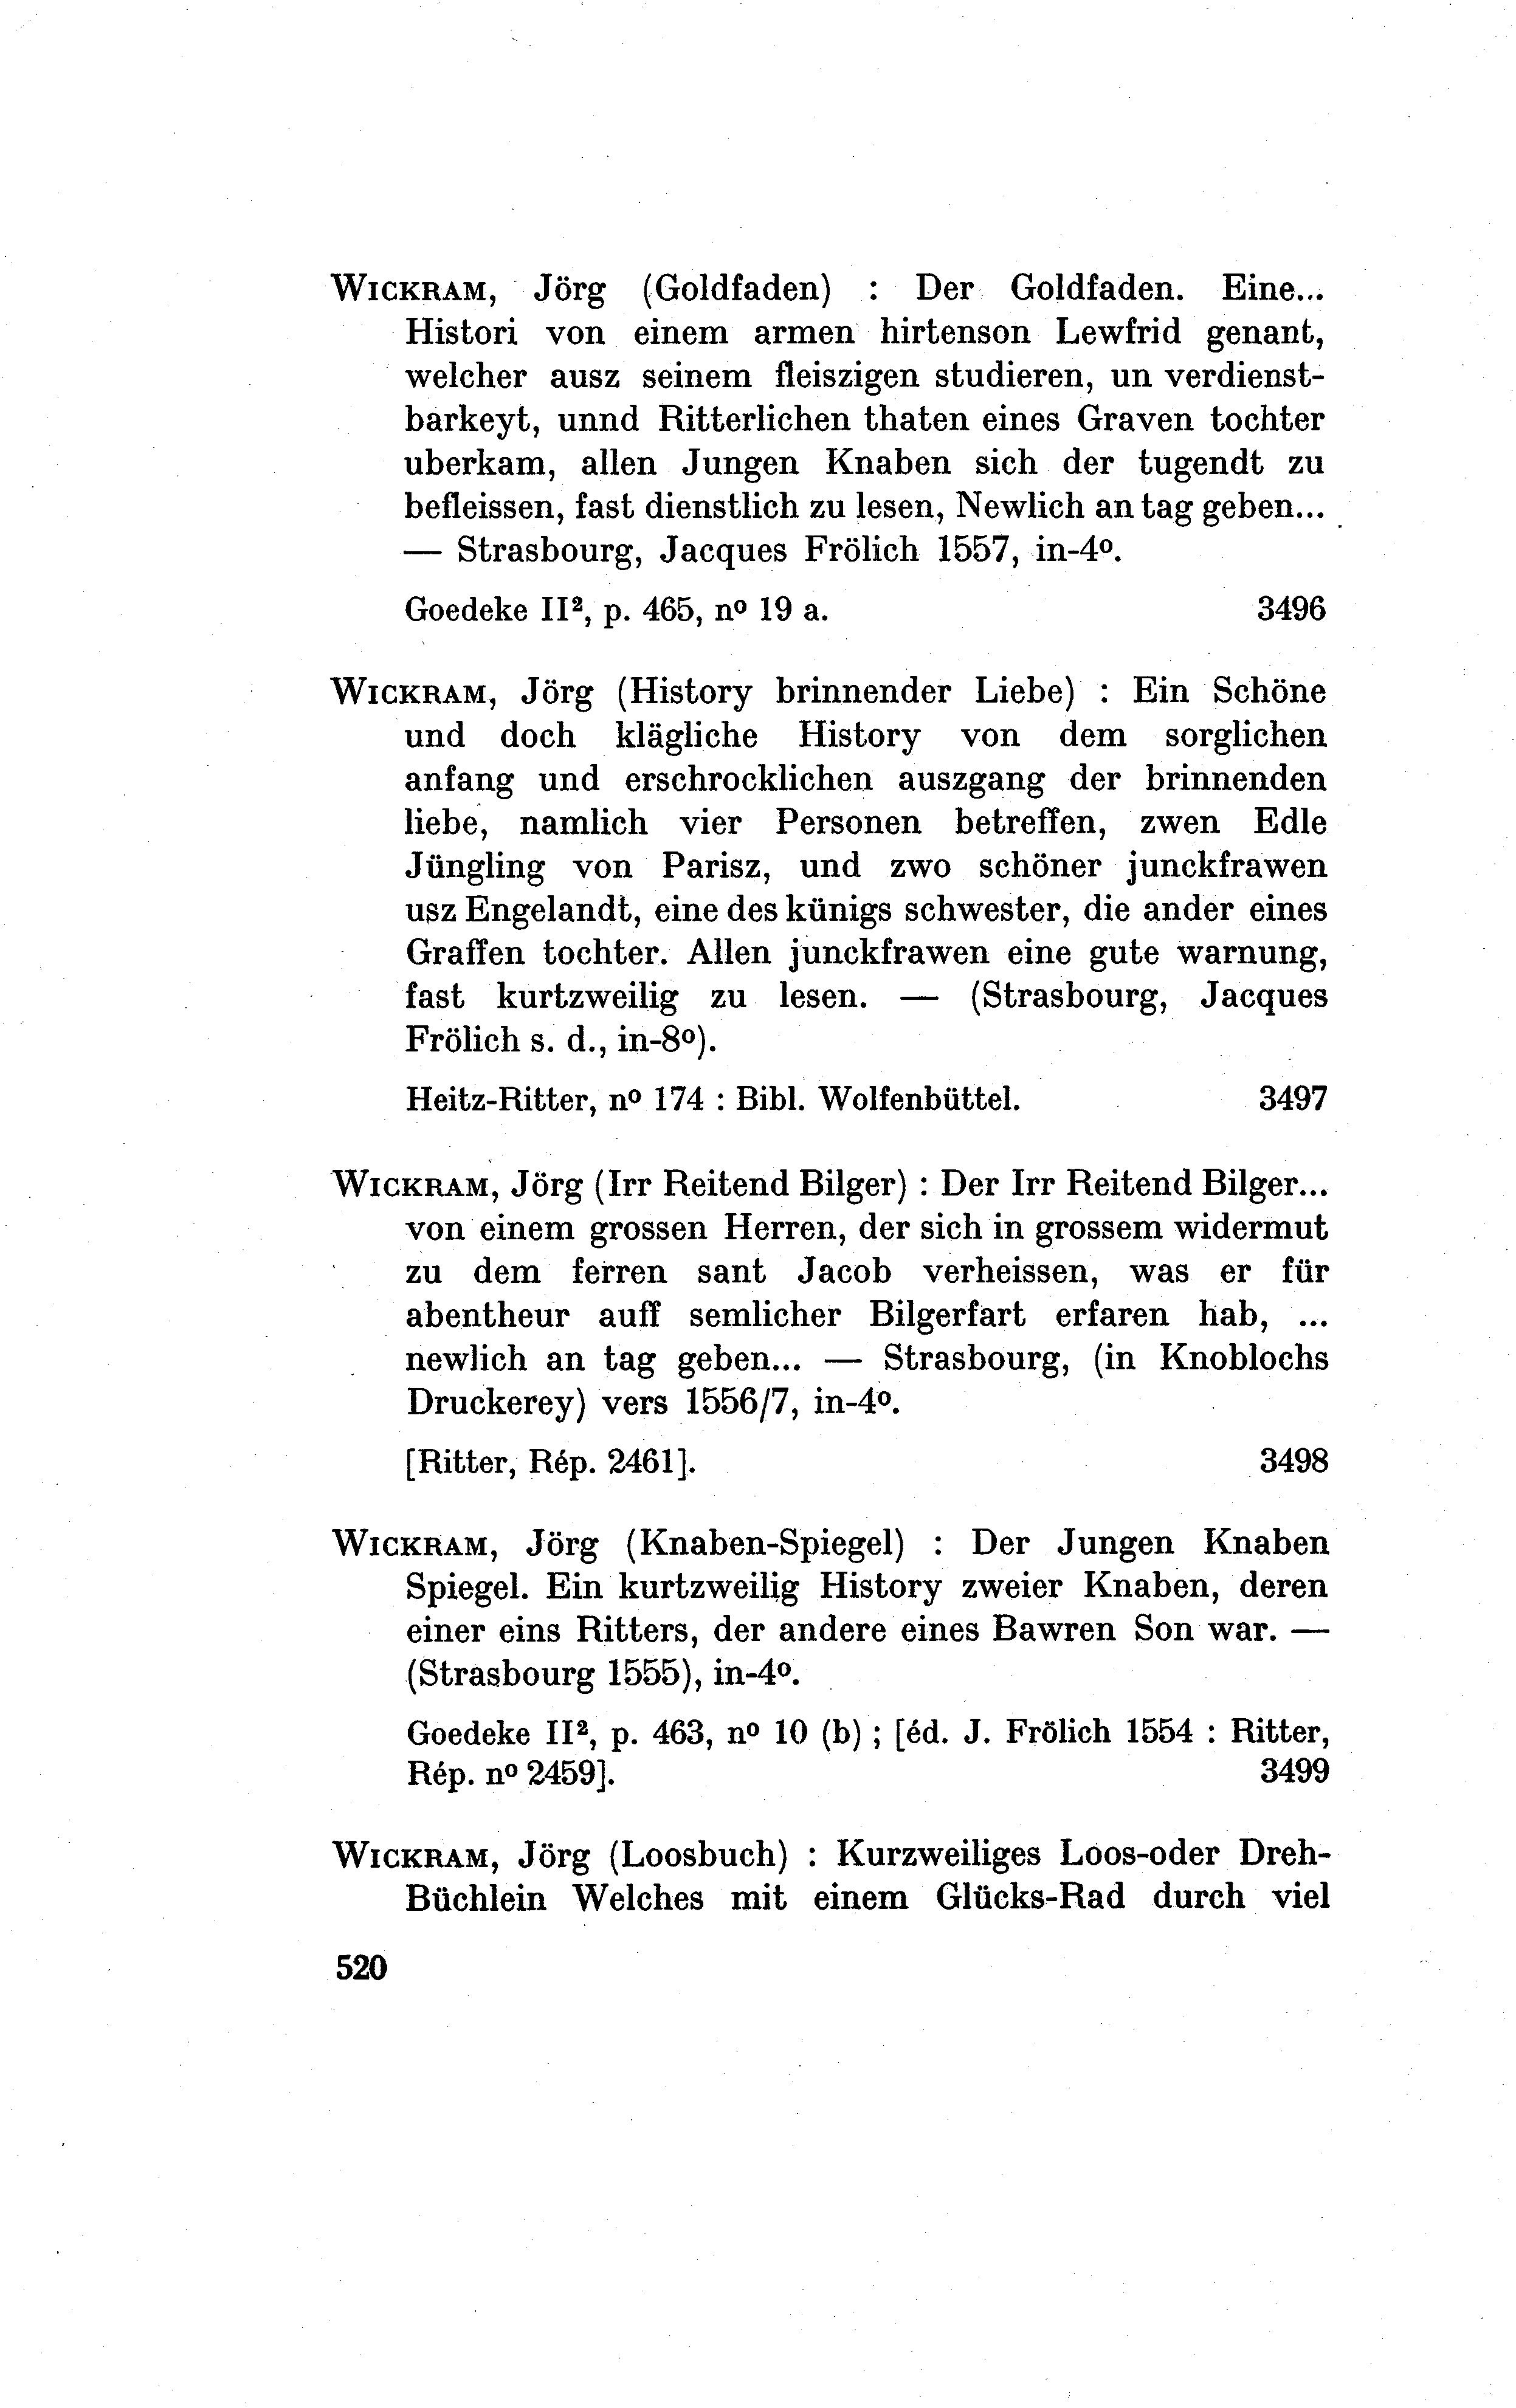 WICKRAM, Jörg (Goldfaden) : Der Goldfaden. Eine...
Histori von einem armen hirtenson Lewfrid genant,
welcher ausz seinem fleiszigen studieren, un verdienst-
barkeyt, unnd Ritterlichen thaten eines Graven tochter
uberkam, allen Jungen Knaben sich der tugendt zu
befleissen, fast dienstlich zu lesen, Newlich an tag geben...
— Strasbourg, Jacques Frölich 1557, in-4º.
Goedeke II², p. 465, nº 19 a. 3496
WICKRAM, Jörg (History brinnender Liebe) : Ein Schöne
und doch klägliche History von dem sorglichen
anfang und erschrocklichen auszgang der brinnenden
liebe, namlich vier Personen betreffen, zwen Edle
Jüngling von Parisz, und zwo schöner junckfrawen
usz Engelandt, eine des künigs schwester, die ander eines
Graffen tochter. Allen junckfrawen eine gute warnung,
fast kurtzweilig zu lesen. — (Strasbourg, Jacques
Frölich s. d., in-8º).
Heitz-Ritter, nº 174 : Bibl. Wolfenbüttel. 3497
WICKRAM, Jörg (Irr Reitend Bilger) : Der Irr Reitend Bilger...
von einem grossen Herren, der sich in grossem widermut
zu dem ferren sant Jacob verheissen, was er für
abentheur auff semlicher Bilgerfart erfaren hab, ...
newlich an tag geben... — Strasbourg, (in Knoblochs
Druckerey) vers 1556/7, in-4º.
[Ritter, Rép. 2461]. 3498
WICKRAM, Jörg (Knaben-Spiegel) : Der Jungen Knaben
Spiegel. Ein kurtzweilig History zweier Knaben, deren
einer eins Ritters, der andere eines Bawren Son war. —
(Strasbourg 1555), in-4º.
Goedeke II², p. 463, nº 10 (b) ; [éd. J. Frölich 1554 : Ritter,
Rép. nº 2459]. 3499
WICKRAM, Jörg (Loosbuch) : Kurzweiliges Loos-oder Dreh-
Büchlein Welches mit einem Glücks-Rad durch viel
520